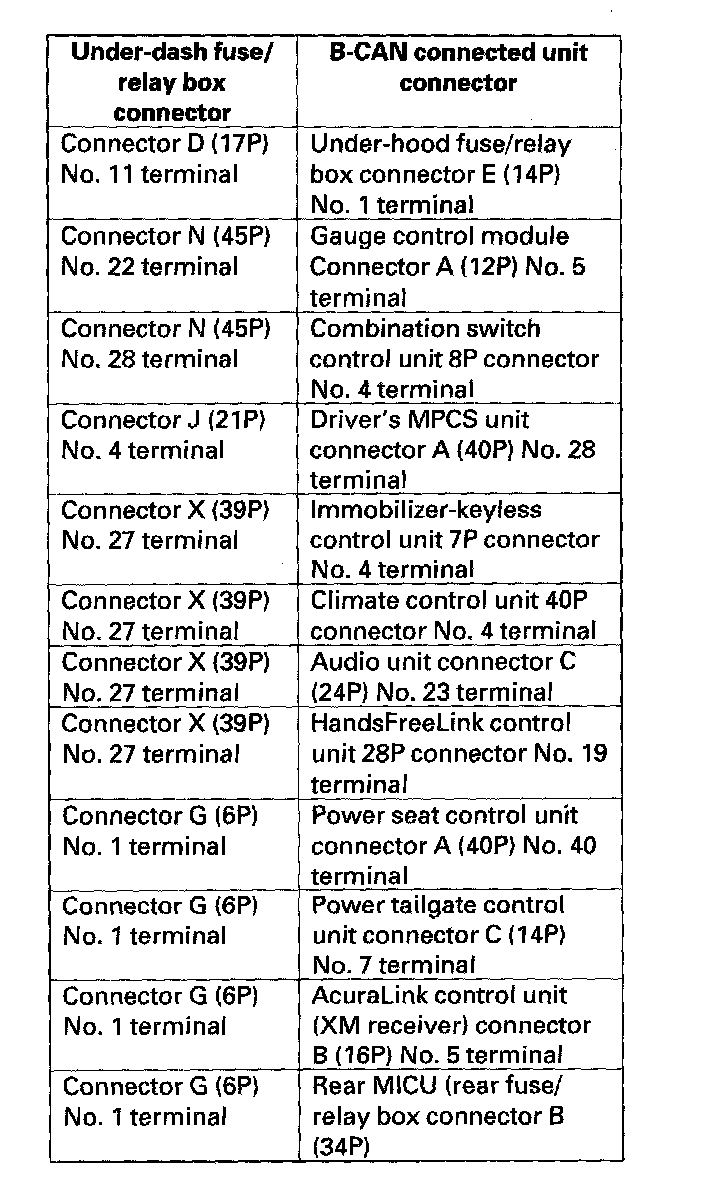 Under-dash fuse/
relay box
connector
B-CAN connected unit
connector
Connector D (17P)
No. 11 terminal
Under-hood fuse/relay
box connector E (14P)
No. 1 terminal
Connector N (45P)
No. 22 terminal
Gauge control module
Connector A (12P) No. 5
terminal
Connector N (45P)
No. 28 terminal
Combination switch
control unit 8P connector
No. 4 terminal
Connector J (21P)
No. 4 terminal
Driver's MPCS unit
connector A (40P) No. 28
terminal
Connector X (39P)
No. 27 terminal
Immobilizer-keyless
control unit 7P connector
No. 4 terminal
Connector X (39P)
No. 27 terminal
Climate control unit 40P
connector No. 4 terminal
Connector X (39P)
No. 27 terminal
Audio unit connector C
(24P) No. 23 terminal
Connector X (39P)
No. 27 terminal
HandsFreeLink control
unit 28P connector No. 19
terminal
Connector G (6P)
No. 1 terminal
Power seat control unit
connector A (40P) No. 40
terminal
Connector G (6P)
No. 1 terminal
Power tailgate control
unit connector C (14P)
No. 7 terminal
Connector G (6P)
No. 1 terminal
AcuraLink control unit
(XM receiver) connector
B (16P) No. 5 terminal
Connector G (6P)
No. 1 terminal
Rear MICU (rear fuse/
relay box connector B
(34P)